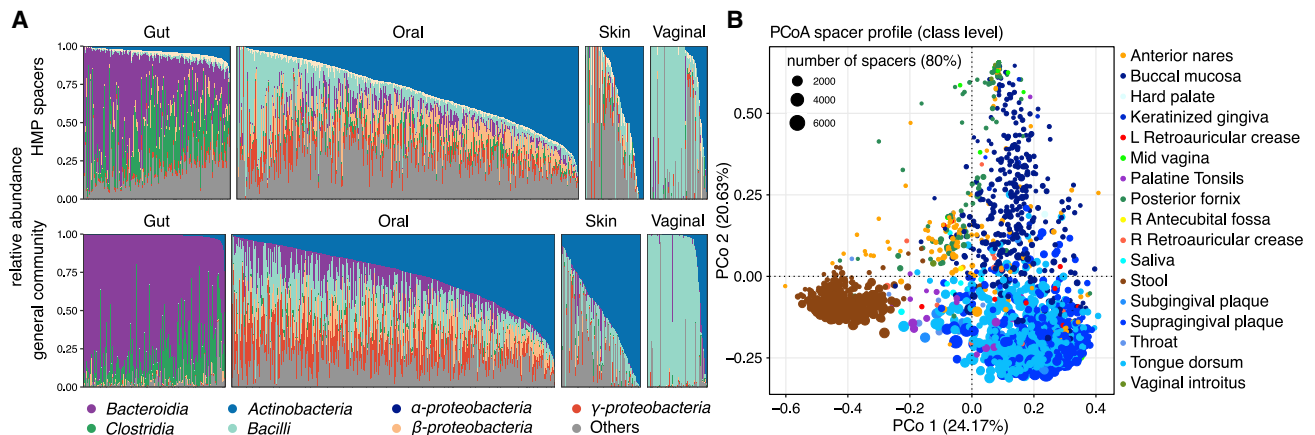 A
Gut Oral Skin Vaginal
relative abundance
HMP spacers
1.00
0.75
0.50
0.25
0.00
Gut Oral Skin Vaginal
general community
1.00
0.75
0.50
0.25
0.00
Bacteroidia Actinobacteria α-proteobacteria γ-proteobacteria
Clostridia Bacilli β-proteobacteria Others
B
PCoA spacer profile (class level)
number of spacers (80%)
2000
4000
6000
PCo 2 (20.63%)
0.50
0.25
0.00
−0.25
−0.6 −0.4 −0.2 0.0 0.2 0.4
PCo 1 (24.17%)
Anterior nares
Buccal mucosa
Hard palate
Keratinized gingiva
L Retroauricular crease
Mid vagina
Palatine Tonsils
Posterior fornix
R Antecubital fossa
R Retroauricular crease
Saliva
Stool
Subgingival plaque
Supragingival plaque
Throat
Tongue dorsum
Vaginal introitus